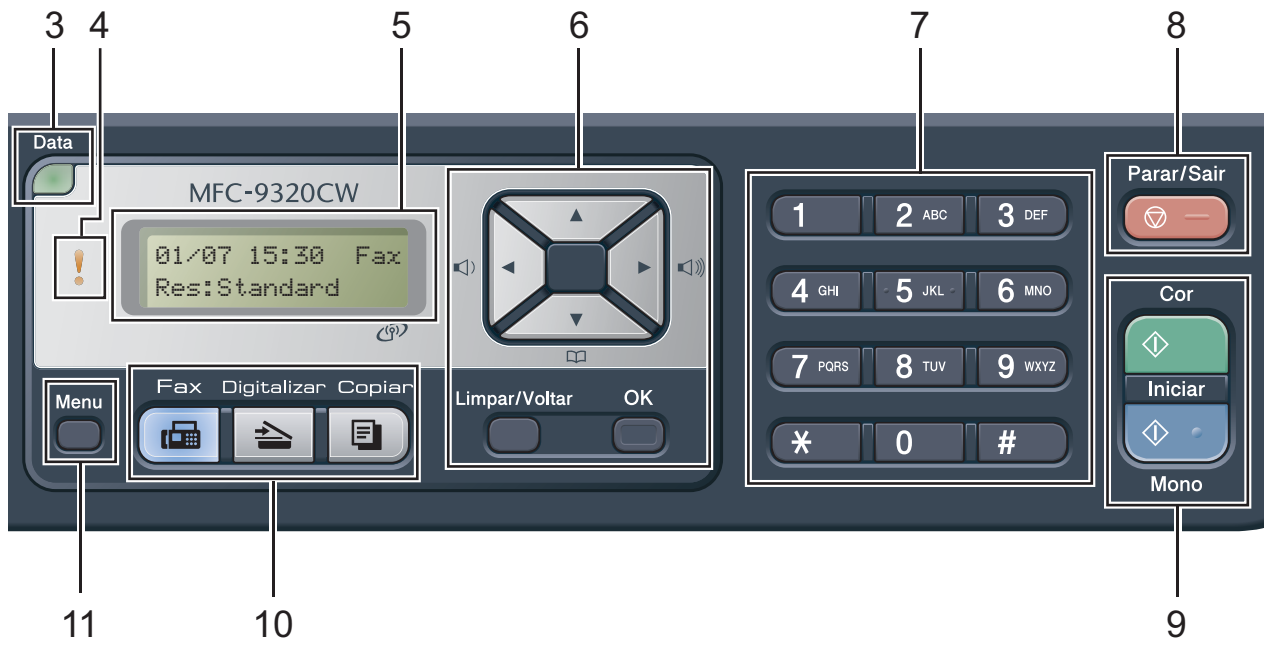 3 4 5 6 7 8
Data
MFC-9320CW
01/07 15:30 Fax
Res:Standard
Fax Digitalizar Copiar
Menu
Limpar/Voltar OK
1 2 ABC 3 DEF
4 GHI 5 JKL 6 MNO
7 PQRS 8 TUV 9 WXYZ
* 0 #
Parar/Sair
Cor
Iniciar
Mono
11 10 9